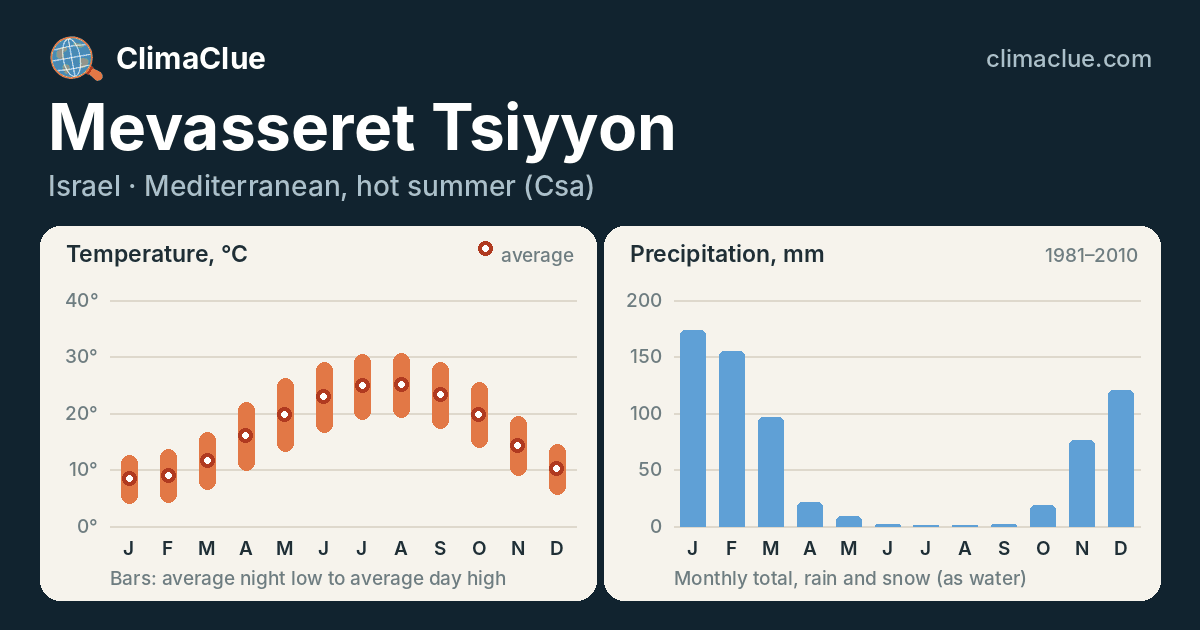 ClimaClue
climaclue.com
Mevasseret Tsiyyon
Israel · Mediterranean, hot summer (Csa)
Temperature, °C
average
40°
30°
20°
10°
0°
J F M A M J J A S O N D
Bars: average night low to average day high
Precipitation, mm
1981–2010
200
150
100
50
0
J F M A M J J A S O N D
Monthly total, rain and snow (as water)